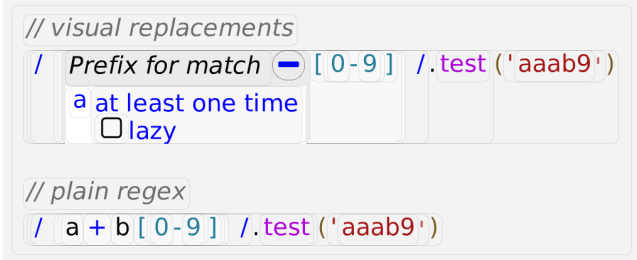 // visual replacements
/ Prefix for match − [0-9] /.test('aaab9')
a at least one time
lazy
// plain regex
/ a+b[0-9] /.test('aaab9')